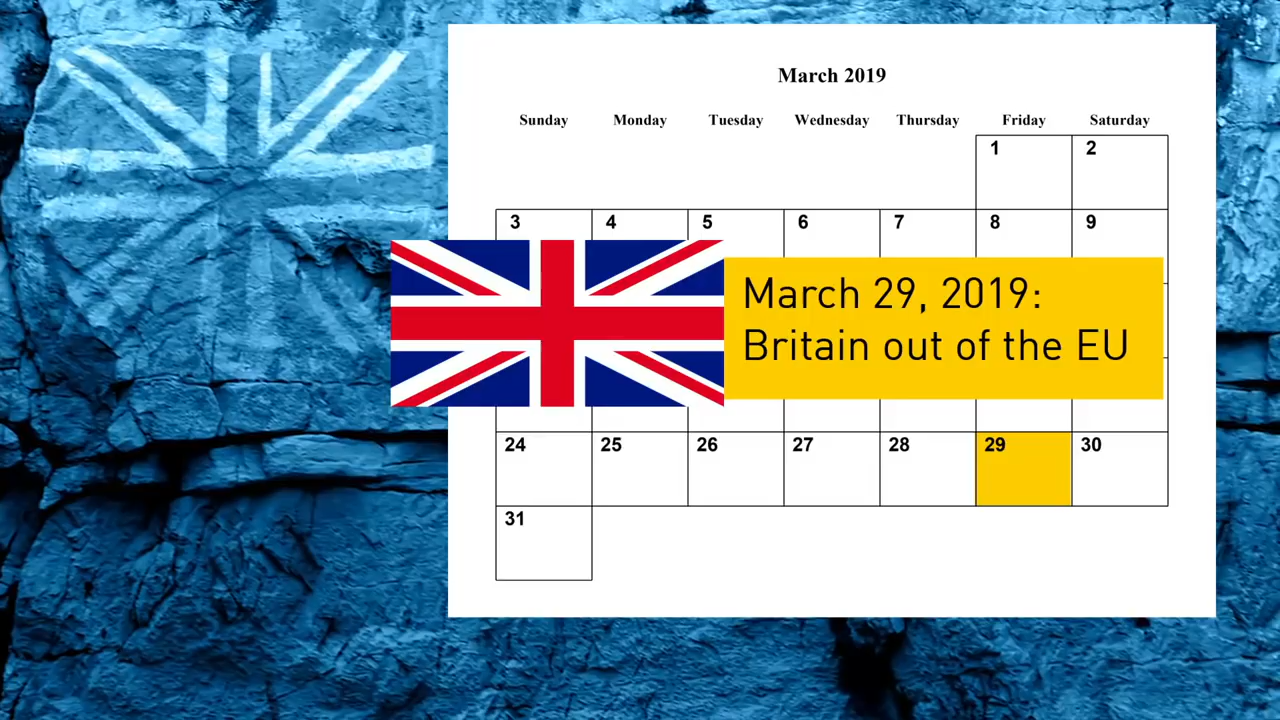 March 2019
Sunday Monday Tuesday Wednesday Thursday Friday Saturday
1 2
3 4 5 6 7 8 9
March 29, 2019:
Britain out of the EU
24 25 26 27 28 29 30
31